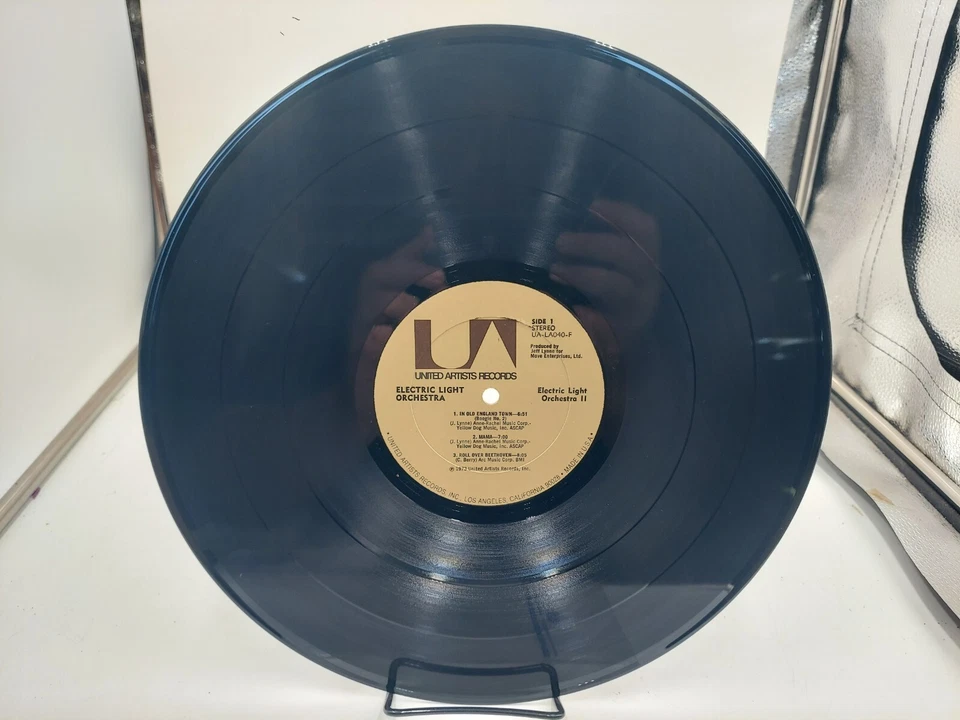 UA
UNITED ARTISTS RECORDS
SIDE 1
STEREO
UA-LA040-F
Produced by
Jeff Lynne for
Move Enterprises, Ltd.
ELECTRIC LIGHT
ORCHESTRA
Electric Light
Orchestra II
1. IN OLD ENGLAND TOWN—6:51
(Boogie No. 2)
(J. Lynne) Anne-Rachel Music Corp.-
Yellow Dog Music, Inc. ASCAP
2. MAMA—7:00
(J. Lynne) Anne-Rachel Music Corp.-
Yellow Dog Music, Inc. ASCAP
3. ROLL OVER BEETHOVEN—8:03
(C. Berry) Arc Music Corp. BMI
℗ 1972 United Artists Records, Inc.
• UNITED ARTISTS RECORDS, INC. LOS ANGELES, CALIFORNIA 90028 • MADE IN U.S.A. •